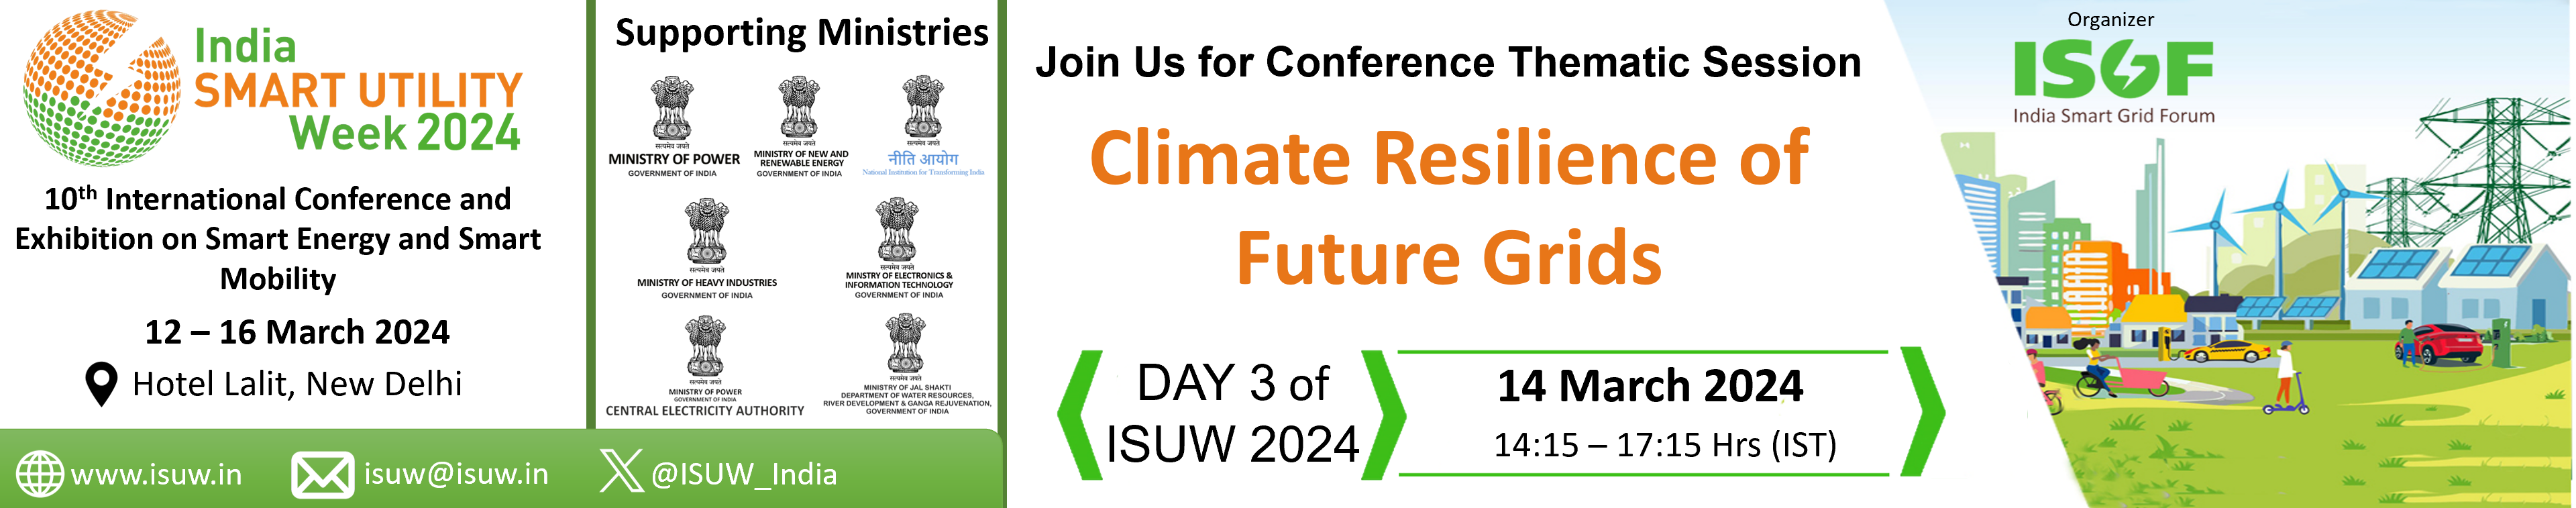 India
SMART UTILITY
Week 2024
10th International Conference and
Exhibition on Smart Energy and Smart
Mobility
12 – 16 March 2024
Hotel Lalit, New Delhi
www.isuw.in
isuw@isuw.in
@ISUW_India
Supporting Ministries
सत्यमेव जयते
MINISTRY OF POWER
GOVERNMENT OF INDIA
सत्यमेव जयते
MINISTRY OF NEW AND
RENEWABLE ENERGY
GOVERNMENT OF INDIA
सत्यमेव जयते
नीति आयोग
National Institution for Transforming India
सत्यमेव जयते
MINISTRY OF HEAVY INDUSTRIES
GOVERNMENT OF INDIA
सत्यमेव जयते
MINSTRY OF ELECTRONICS &
INFORMATION TECHNOLOGY
GOVERNMENT OF INDIA
सत्यमेव जयते
MINISTRY OF POWER
GOVERNMENT OF INDIA
CENTRAL ELECTRICITY AUTHORITY
सत्यमेव जयते
MINISTRY OF JAL SHAKTI
DEPARTMENT OF WATER RESOURCES,
RIVER DEVELOPMENT & GANGA REJUVENATION,
GOVERNMENT OF INDIA
Join Us for Conference Thematic Session
Climate Resilience of
Future Grids
DAY 3 of
ISUW 2024
14 March 2024
14:15 – 17:15 Hrs (IST)
Organizer
ISGF
India Smart Grid Forum